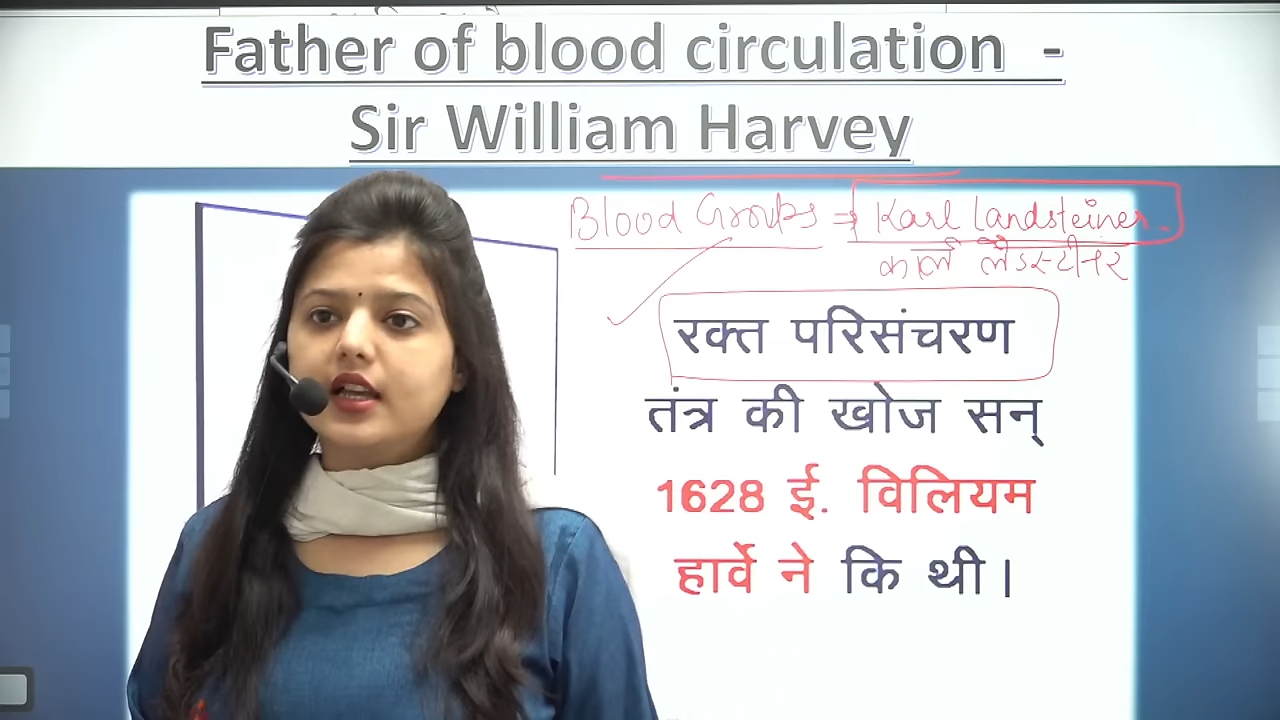 Father of blood circulation -
Sir William Harvey
Blood Groups ⇒ Karl Landsteiner.
कार्ल लैंडस्टीनर
रक्त परिसंचरण
तंत्र की खोज सन्
1628 ई. विलियम
हार्वे ने कि थी।